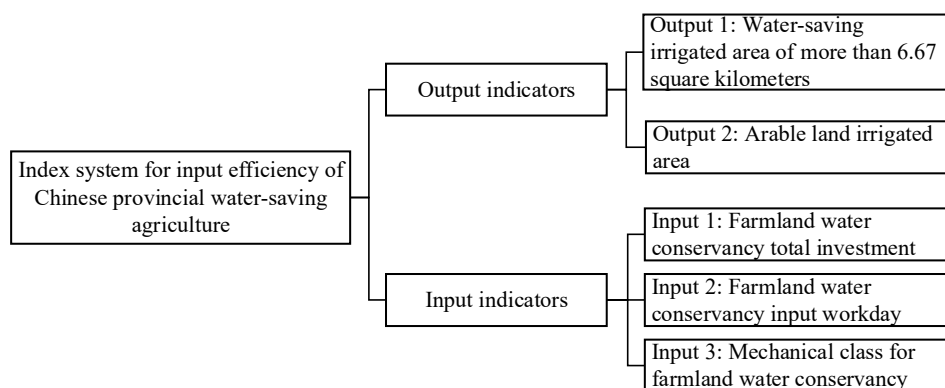 Index system for input efficiency of
Chinese provincial water-saving
agriculture
Output indicators
Output 1: Water-saving
irrigated area of more than 6.67
square kilometers
Output 2: Arable land irrigated
area
Input indicators
Input 1: Farmland water
conservancy total investment
Input 2: Farmland water
conservancy input workday
Input 3: Mechanical class for
farmland water conservancy